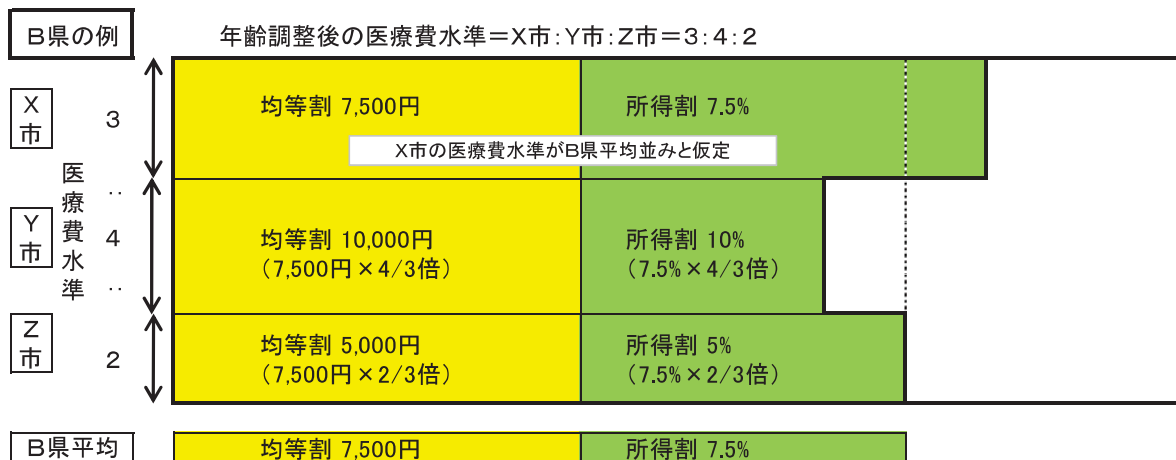 B県の例
年齢調整後の医療費水準=X市:Y市:Z市=3:4:2
X市
3
均等割 7,500円
所得割 7.5%
X市の医療費水準がB県平均並みと仮定
医療費水準
‥
Y市
4
均等割 10,000円
(7,500円×4/3倍)
所得割 10%
(7.5%×4/3倍)
‥
Z市
2
均等割 5,000円
(7,500円×2/3倍)
所得割 5%
(7.5%×2/3倍)
B県平均
均等割 7,500円
所得割 7.5%